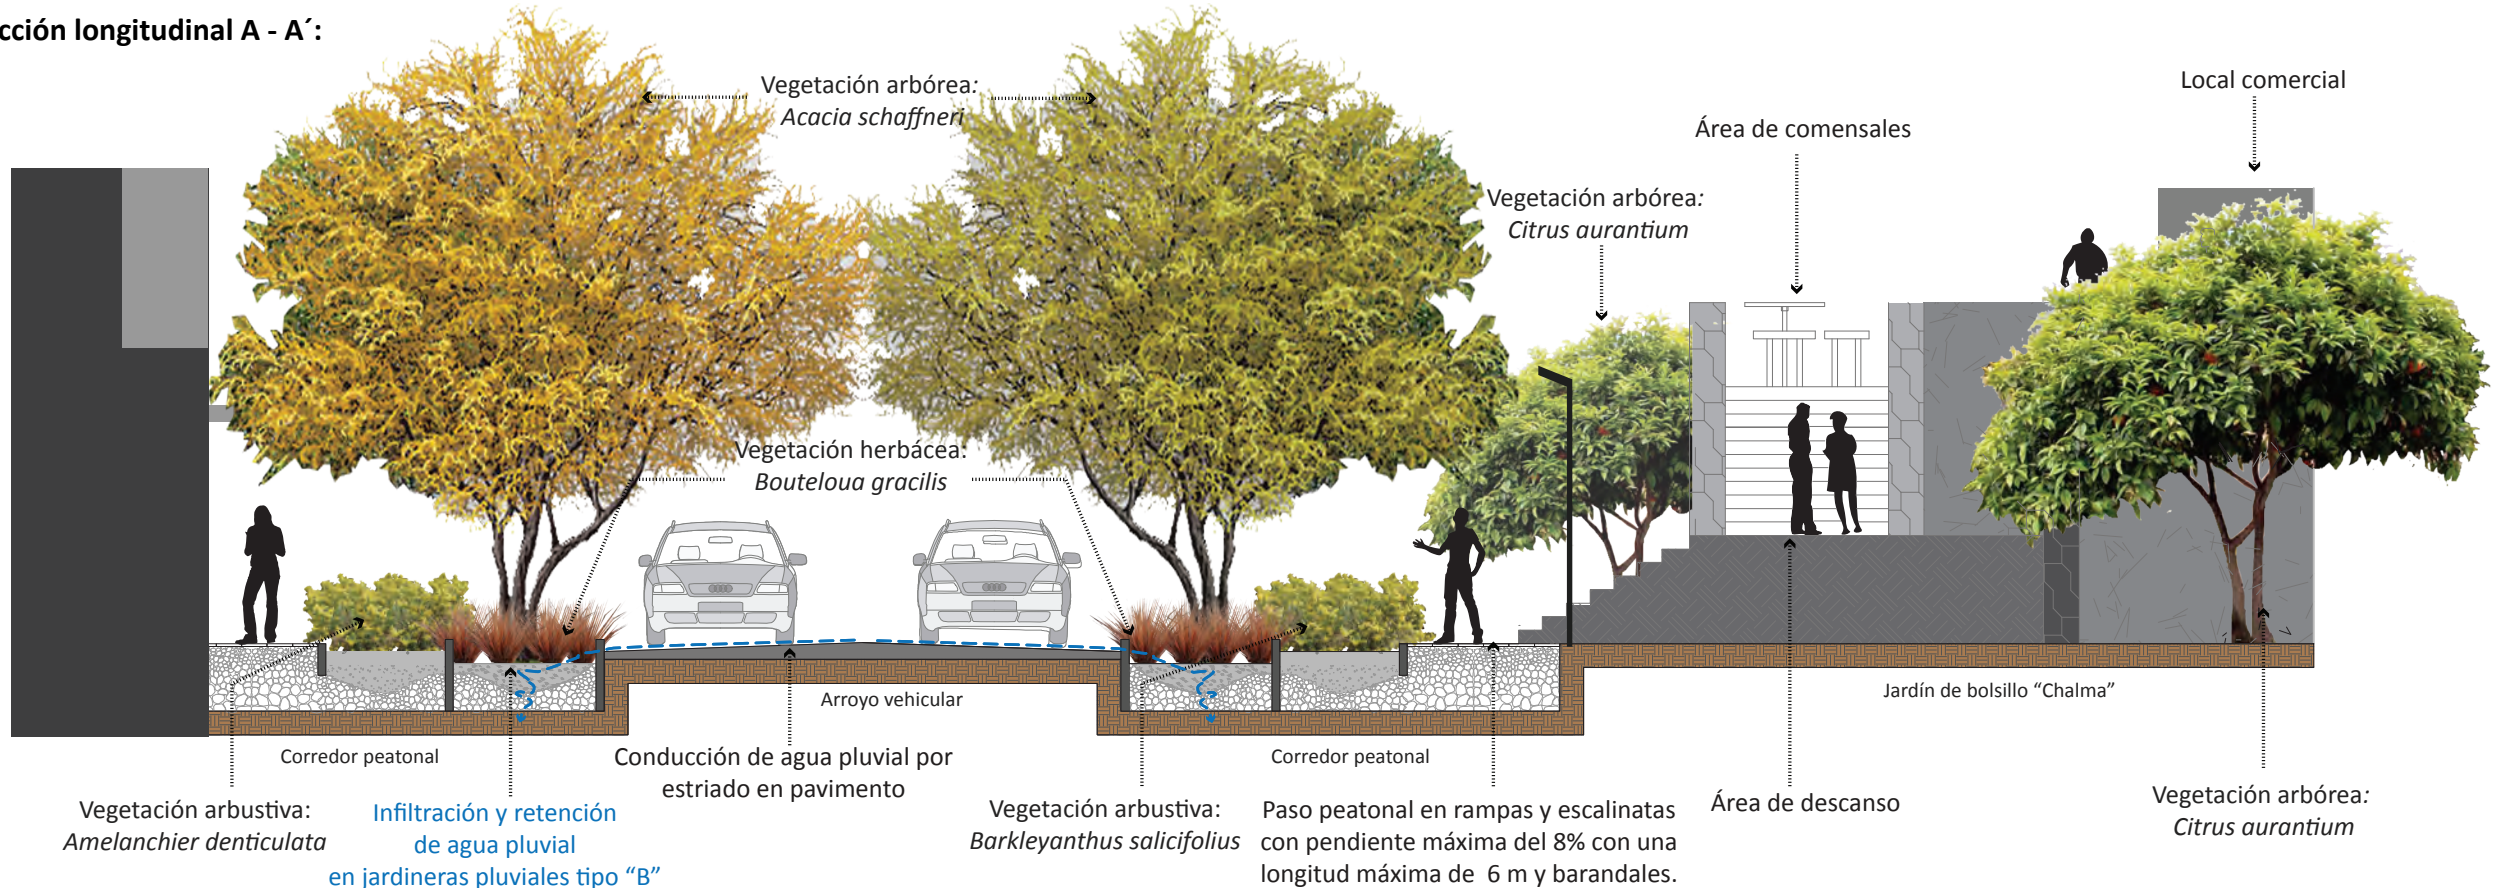 cción longitudinal A - A´:
Vegetación arbórea:
Acacia schaffneri
Local comercial
Área de comensales
Vegetación arbórea:
Citrus aurantium
Vegetación herbácea:
Bouteloua gracilis
Arroyo vehicular
Jardín de bolsillo “Chalma”
Corredor peatonal
Corredor peatonal
Conducción de agua pluvial por
estriado en pavimento
Vegetación arbustiva:
Amelanchier denticulata
Infiltración y retención
de agua pluvial
en jardineras pluviales tipo “B”
Vegetación arbustiva:
Barkleyanthus salicifolius
Paso peatonal en rampas y escalinatas
con pendiente máxima del 8% con una
longitud máxima de 6 m y barandales.
Área de descanso
Vegetación arbórea:
Citrus aurantium